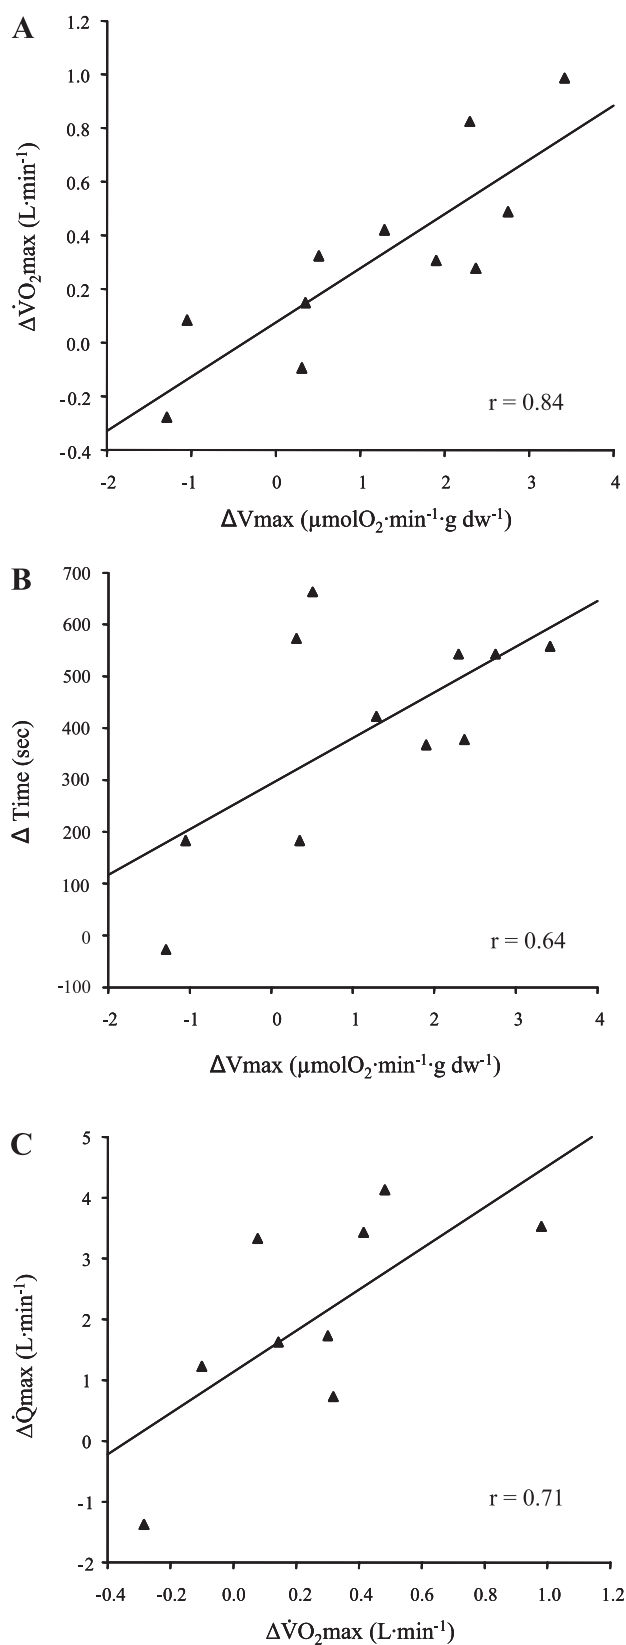 A
1.2
1.0
0.8
0.6
0.4
0.2
0.0
-0.2
-0.4
ΔV̇O₂max (L·min⁻¹)
r = 0.84
-2 -1 0 1 2 3 4
ΔVmax (µmolO₂·min⁻¹·g dw⁻¹)
B
700
600
500
400
300
200
100
0
-100
Δ Time (sec)
r = 0.64
-2 -1 0 1 2 3 4
ΔVmax (µmolO₂·min⁻¹·g dw⁻¹)
C
5
4
3
2
1
0
-1
-2
ΔQ̇max (L·min⁻¹)
r = 0.71
-0.4 -0.2 0.0 0.2 0.4 0.6 0.8 1.0 1.2
ΔV̇O₂max (L·min⁻¹)